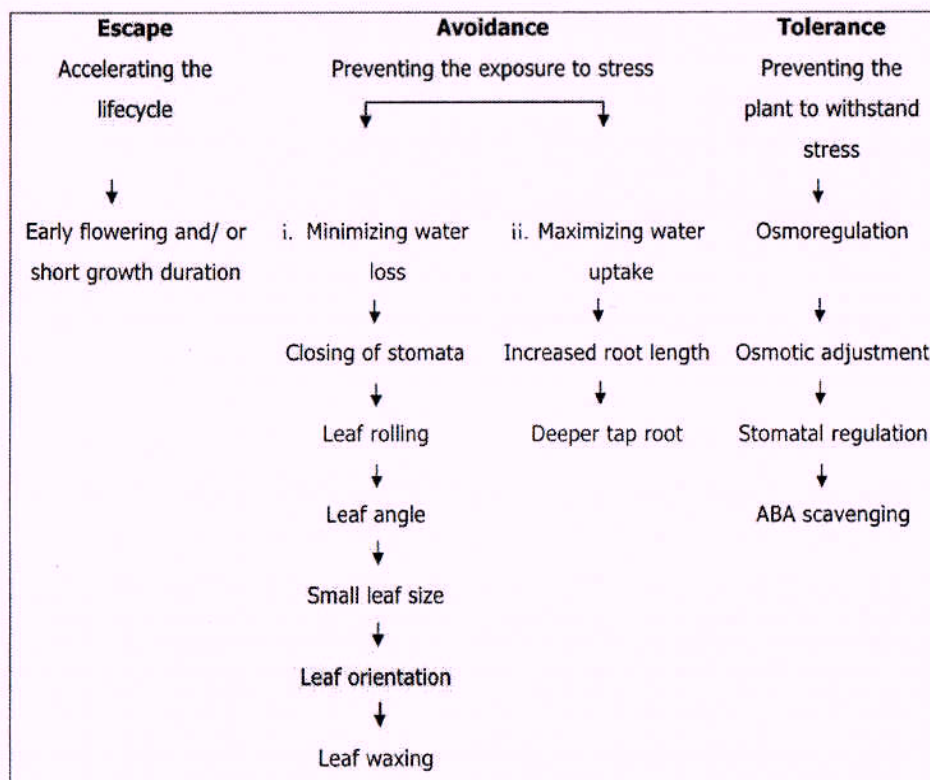 Escape
Accelerating the
lifecycle
Early flowering and/ or
short growth duration
Avoidance
Preventing the exposure to stress
i. Minimizing water
loss
Closing of stomata
Leaf rolling
Leaf angle
Small leaf size
Leaf orientation
Leaf waxing
ii. Maximizing water
uptake
Increased root length
Deeper tap root
Tolerance
Preventing the
plant to withstand
stress
Osmoregulation
Osmotic adjustment
Stomatal regulation
ABA scavenging